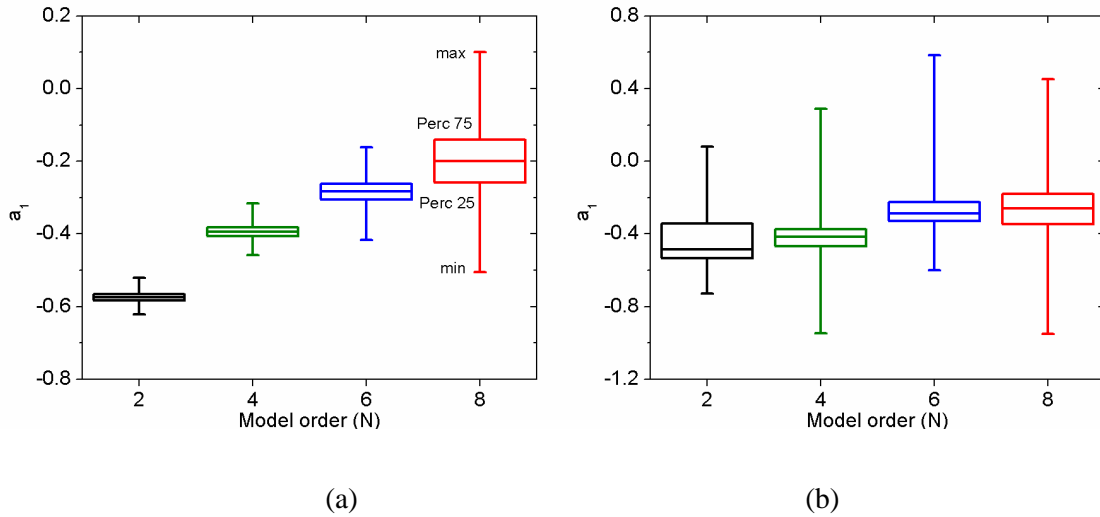 0.2
0.0
-0.2
-0.4
-0.6
-0.8
a1
max
Perc 75
Perc 25
min
2 4 6 8
Model order (N)
0.8
0.4
0.0
-0.4
-0.8
-1.2
a1
2 4 6 8
Model order (N)
(a) (b)